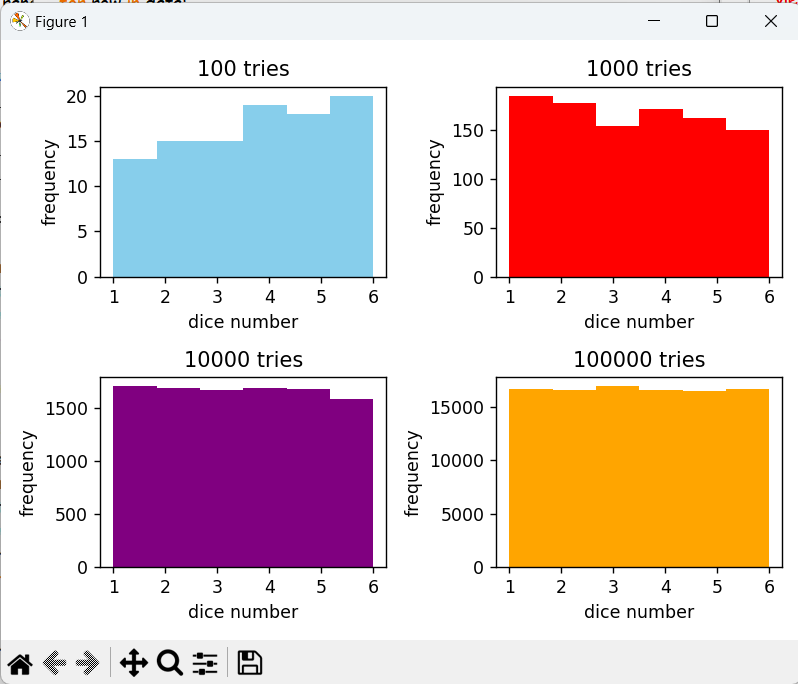 Figure 1
100 tries
20
15
10
5
0
frequency
1 2 3 4 5 6
dice number
1000 tries
150
100
50
0
frequency
1 2 3 4 5 6
dice number
10000 tries
1500
1000
500
0
frequency
1 2 3 4 5 6
dice number
100000 tries
15000
10000
5000
0
frequency
1 2 3 4 5 6
dice number